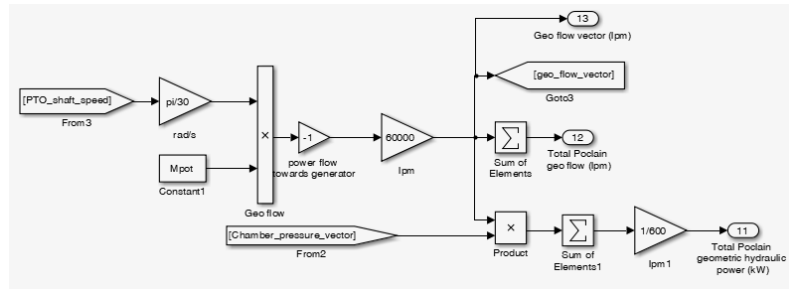 13
Geo flow vector (lpm)
[geo_flow_vector]
Goto3
[PTO_shaft_speed]
From3
pi/30
rad/s
×
-1
power flow
towards generator
60000
lpm
Σ
Sum of
Elements
12
Total Poclain
geo flow (lpm)
Mpot
Constant1
Geo flow
[Chamber_pressure_vector]
From2
×
Product
Σ
Sum of
Elements1
1/600
lpm1
11
Total Poclain
geometric hydraulic
power (kW)